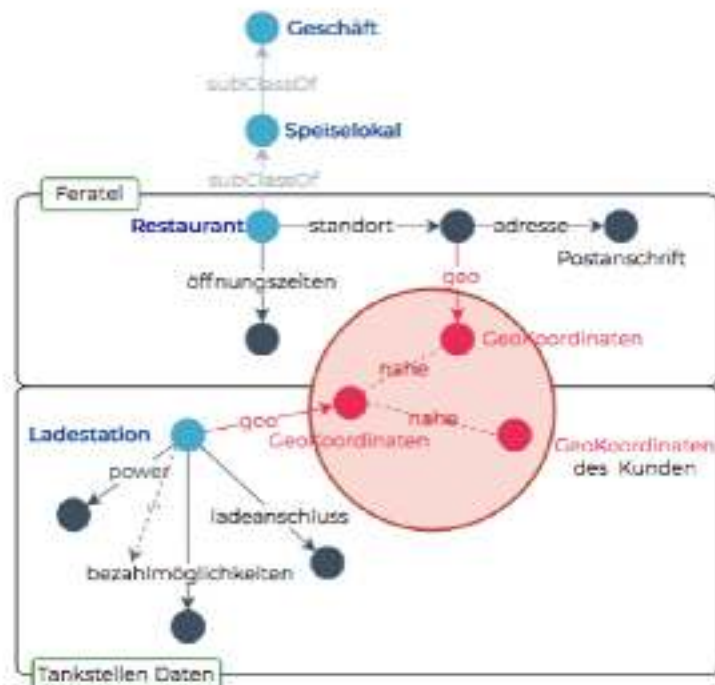 Geschäft
subClassOf
Speiselokal
subClassOf
Feratel
Restaurant standort adresse
Postanschrift
öffnungszeiten geo
GeoKoordinaten
nahe
Ladestation geo nahe
GeoKoordinaten GeoKoordinaten
des Kunden
power
ladeanschluss
bezahlmöglichkeiten
Tankstellen Daten